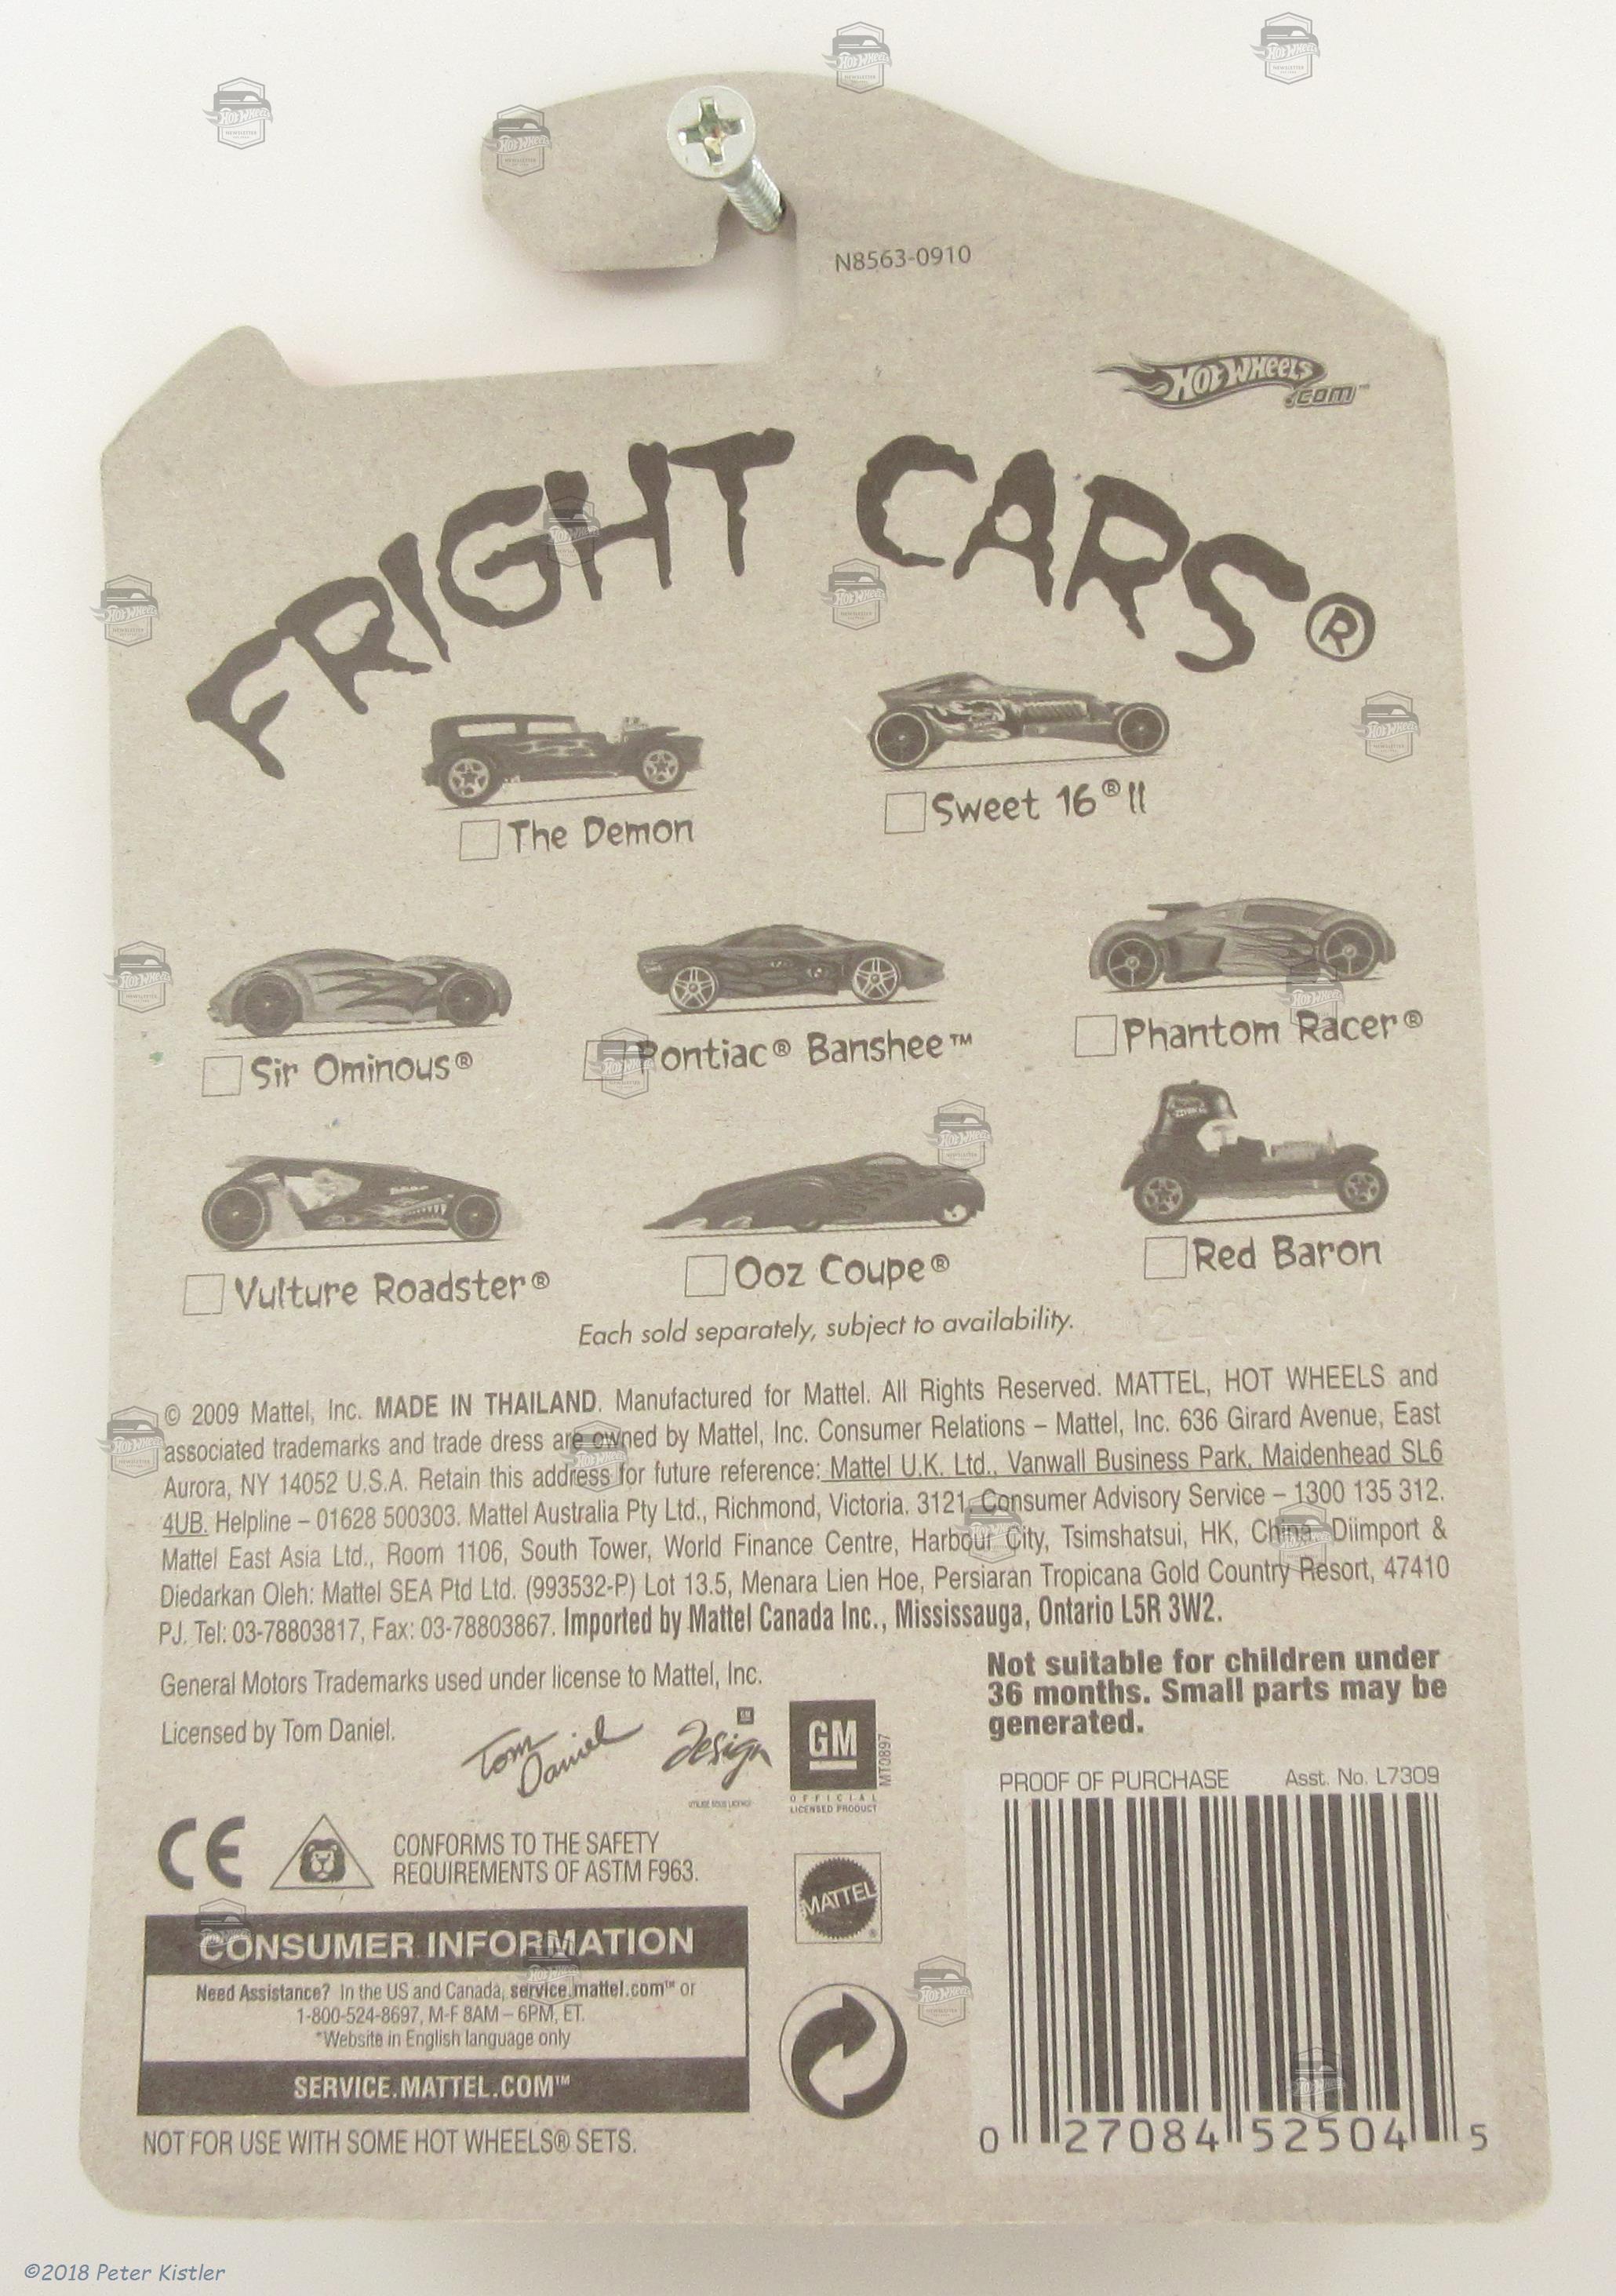 N8563-0910
HOT WHEELS
.com™
FRIGHT CARS®
The Demon
Sweet 16® II
Sir Ominous®
Pontiac® Banshee™
Phantom Racer®
Vulture Roadster®
Ooz Coupe®
Red Baron
Each sold separately, subject to availability.
© 2009 Mattel, Inc. MADE IN THAILAND. Manufactured for Mattel. All Rights Reserved. MATTEL, HOT WHEELS and
associated trademarks and trade dress are owned by Mattel, Inc. Consumer Relations – Mattel, Inc. 636 Girard Avenue, East
Aurora, NY 14052 U.S.A. Retain this address for future reference: Mattel U.K. Ltd., Vanwall Business Park, Maidenhead SL6
4UB. Helpline – 01628 500303. Mattel Australia Pty Ltd., Richmond, Victoria. 3121. Consumer Advisory Service – 1300 135 312.
Mattel East Asia Ltd., Room 1106, South Tower, World Finance Centre, Harbour City, Tsimshatsui, HK, China. Diimport &
Diedarkan Oleh: Mattel SEA Ptd Ltd. (993532-P) Lot 13.5, Menara Lien Hoe, Persiaran Tropicana Gold Country Resort, 47410
PJ. Tel: 03-78803817, Fax: 03-78803867. Imported by Mattel Canada Inc., Mississauga, Ontario L5R 3W2.
General Motors Trademarks used under license to Mattel, Inc.
Licensed by Tom Daniel.
Tom
Daniel
GM
Design
GM
MT0897
OFFICIAL
LICENSED PRODUCT
Not suitable for children under
36 months. Small parts may be
generated.
PROOF OF PURCHASE Asst. No. L7309
0 27084 52504 5
CE
CONFORMS TO THE SAFETY
REQUIREMENTS OF ASTM F963.
MATTEL®
CONSUMER INFORMATION
Need Assistance? In the US and Canada, service.mattel.com™ or
1-800-524-8697, M-F 8AM – 6PM, ET.
*Website in English language only
SERVICE.MATTEL.COM™
NOT FOR USE WITH SOME HOT WHEELS® SETS.
©2018 Peter Kistler